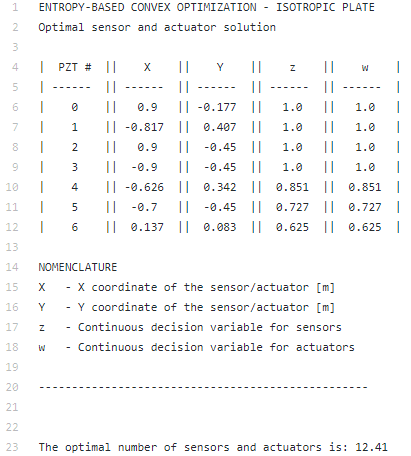 1 ENTROPY-BASED CONVEX OPTIMIZATION - ISOTROPIC PLATE
2 Optimal sensor and actuator solution
3
4 | PZT # || X || Y || z || w |
5 | ------ || ------ || ------ || ------ || ------ |
6 | 0 || 0.9 || -0.177 || 1.0 || 1.0 |
7 | 1 || -0.817 || 0.407 || 1.0 || 1.0 |
8 | 2 || 0.9 || -0.45 || 1.0 || 1.0 |
9 | 3 || -0.9 || -0.45 || 1.0 || 1.0 |
10 | 4 || -0.626 || 0.342 || 0.851 || 0.851 |
11 | 5 || -0.7 || -0.45 || 0.727 || 0.727 |
12 | 6 || 0.137 || 0.083 || 0.625 || 0.625 |
13
14 NOMENCLATURE
15 X - X coordinate of the sensor/actuator [m]
16 Y - Y coordinate of the sensor/actuator [m]
17 z - Continuous decision variable for sensors
18 w - Continuous decision variable for actuators
19
20 --------------------------------------------------
21
22
23 The optimal number of sensors and actuators is: 12.41